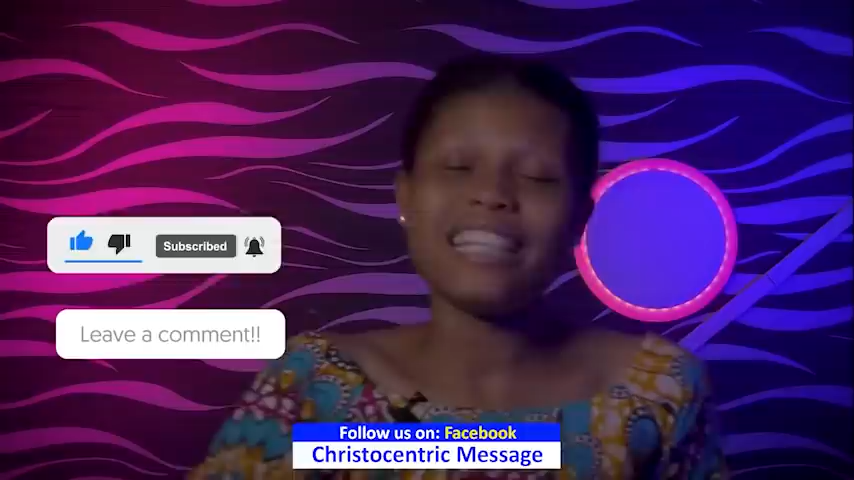 Subscribed
Leave a comment!!
Follow us on: Facebook
Christocentric Message